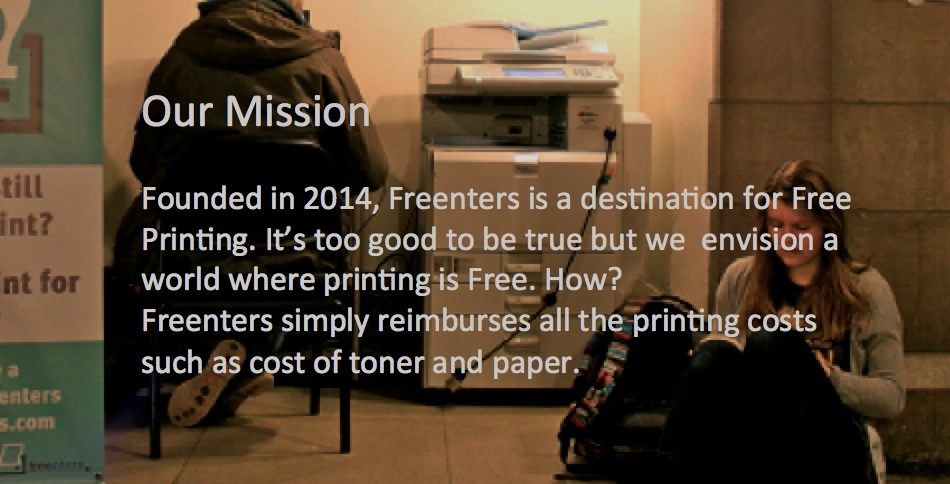 Our Mission
Founded in 2014, Freenters is a destination for Free
Printing. It’s too good to be true but we  envision a
world where printing is Free. How?
Freenters simply reimburses all the printing costs
such as cost of toner and paper.
?
int?
nt for
a
enters
s.com
freenters.